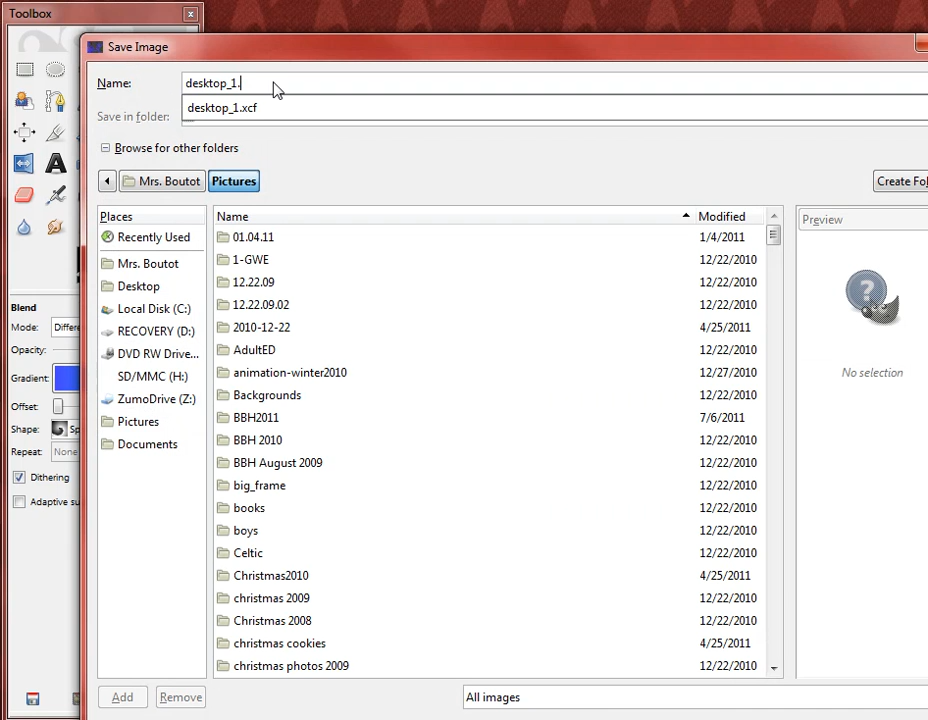 Toolbox
x
Save Image
Name:
desktop_1.
desktop_1.xcf
Save in folder:
Browse for other folders
Mrs. Boutot
Pictures
Create Fol
Places
Name
Modified
Preview
Recently Used
Mrs. Boutot
Desktop
Local Disk (C:)
RECOVERY (D:)
DVD RW Drive...
SD/MMC (H:)
ZumoDrive (Z:)
Pictures
Documents
01.04.11 1/4/2011
1-GWE 12/22/2010
12.22.09 12/22/2010
12.22.09.02 12/22/2010
2010-12-22 4/25/2011
AdultED 12/22/2010
animation-winter2010 12/27/2010
Backgrounds 12/22/2010
BBH2011 7/6/2011
BBH 2010 12/22/2010
BBH August 2009 12/22/2010
big_frame 12/22/2010
books 12/22/2010
boys 12/22/2010
Celtic 12/22/2010
Christmas2010 4/25/2011
christmas 2009 12/22/2010
Christmas 2008 12/22/2010
christmas cookies 4/25/2011
christmas photos 2009 12/22/2010
No selection
Blend
Mode: Differe
Opacity:
Gradient:
Offset:
Shape: Sp
Repeat: None
Dithering
Adaptive su
Add
Remove
All images